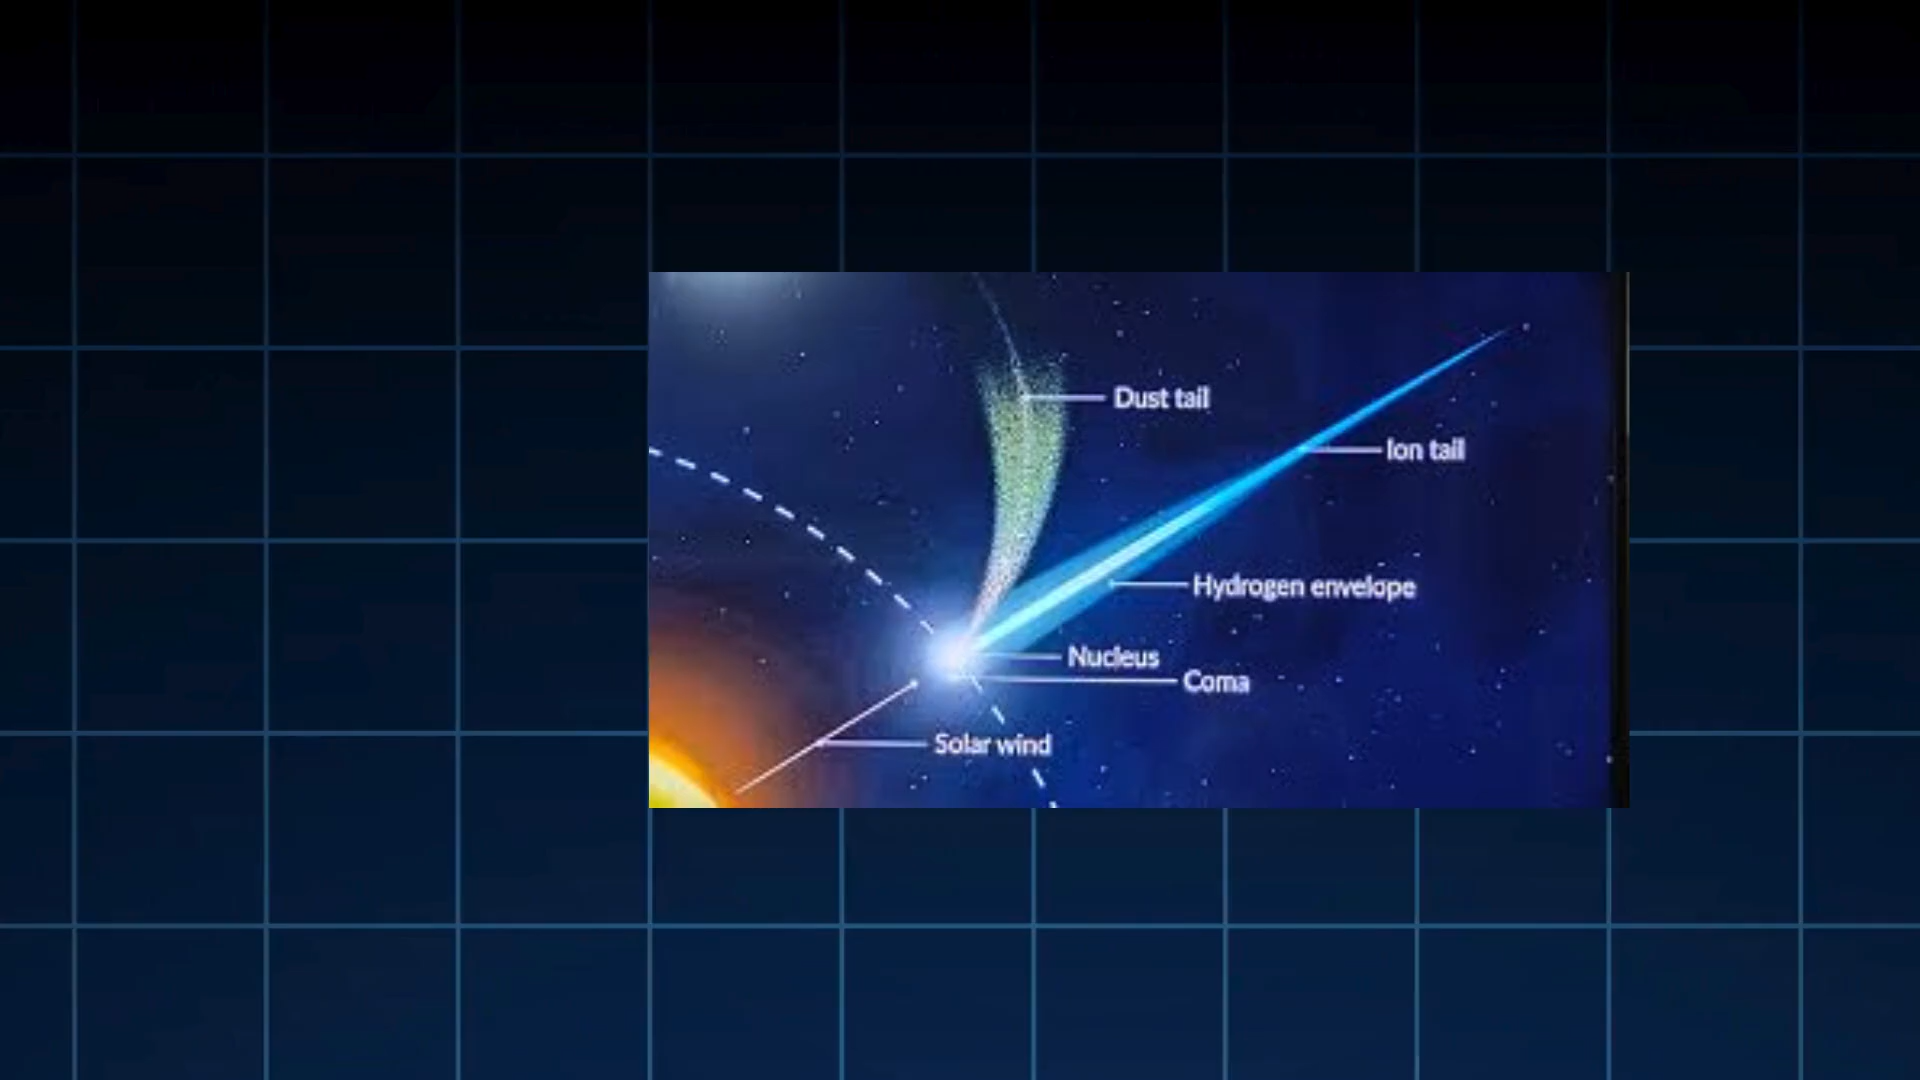 Dust tail
Ion tail
Hydrogen envelope
Nucleus
Coma
Solar wind